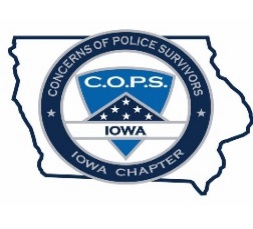 CONCERNS OF POLICE SURVIVORS
C.O.P.S.
IOWA
IOWA CHAPTER